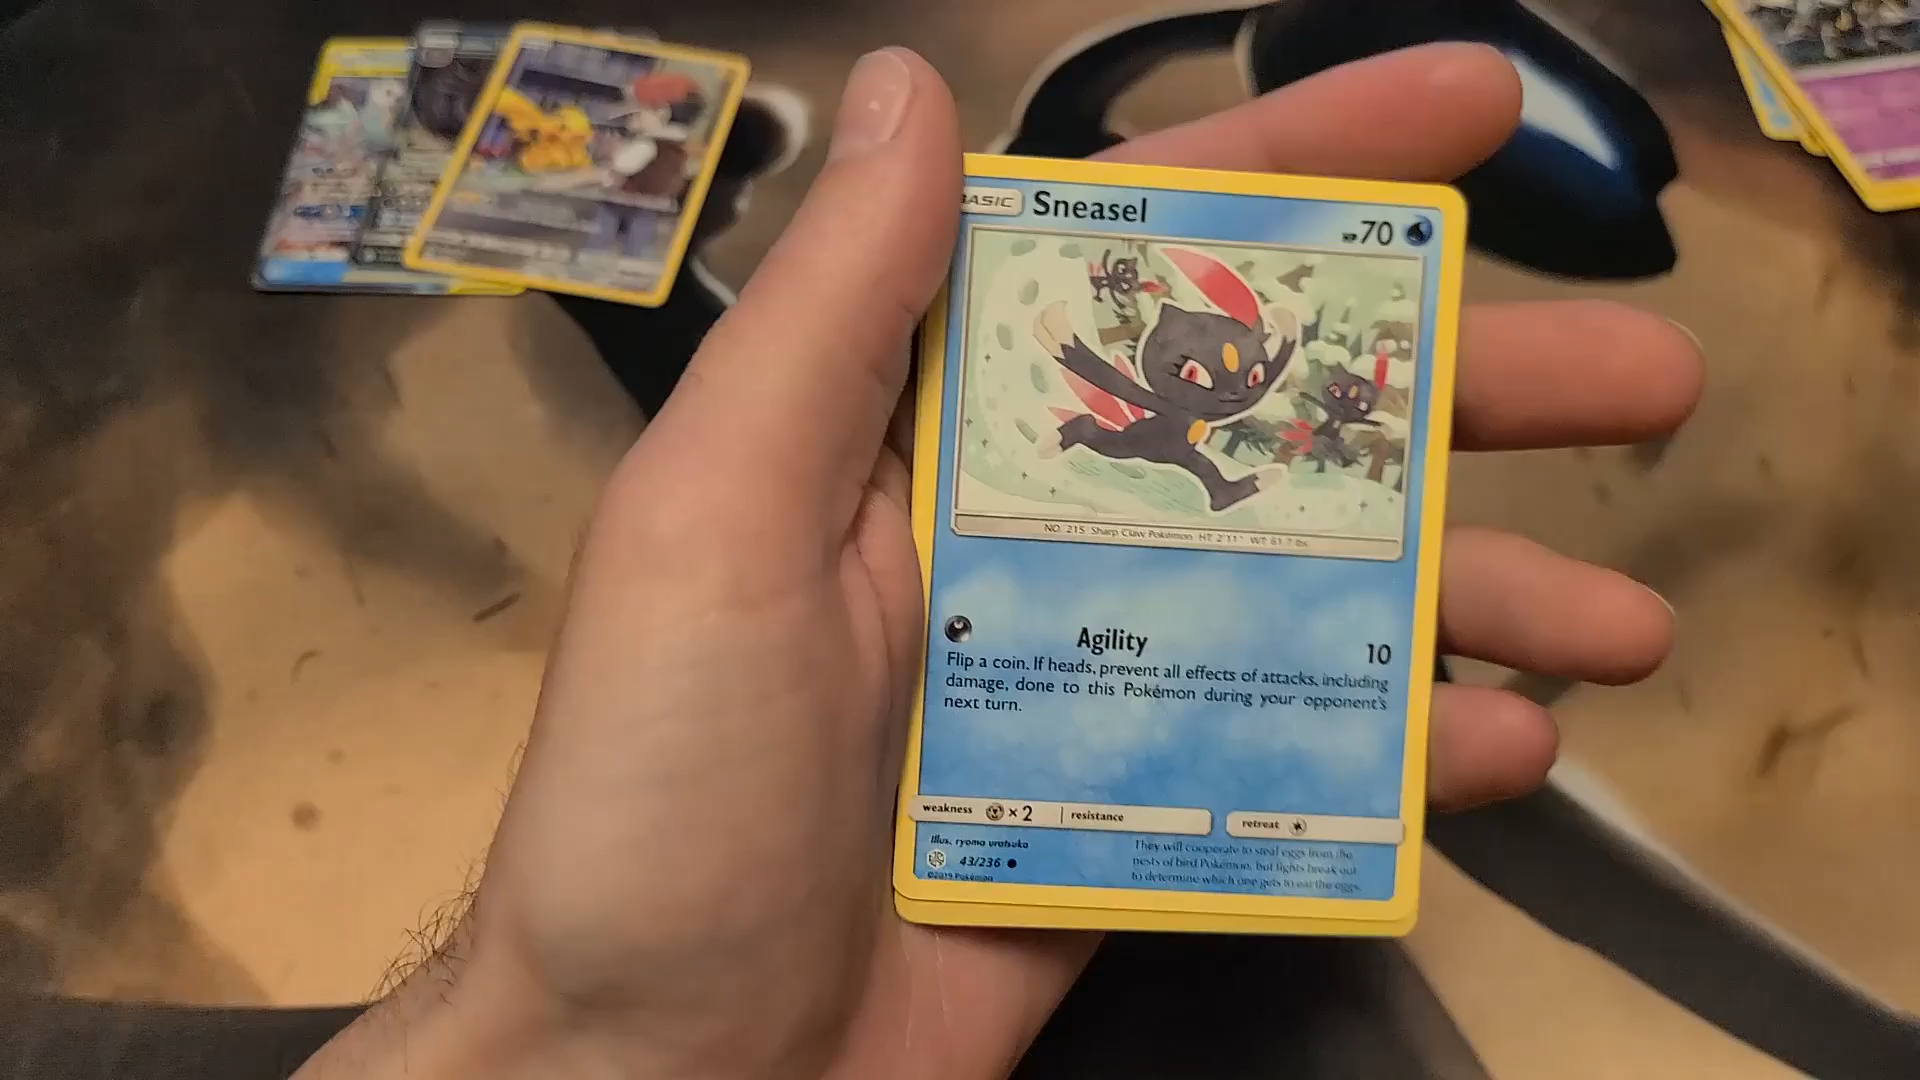 BASIC Sneasel HP70
NO. 215 Sharp Claw Pokémon HT: 2'11" WT: 61.7 lbs
Agility 10
Flip a coin. If heads, prevent all effects of attacks, including
damage, done to this Pokémon during your opponent's
next turn.
weakness ×2 resistance retreat
Illus. ryoma uratsuka
43/236
©2019 Pokémon
They will cooperate to steal eggs from the
nests of bird Pokémon, but fights break out
to determine which one gets to eat the eggs.